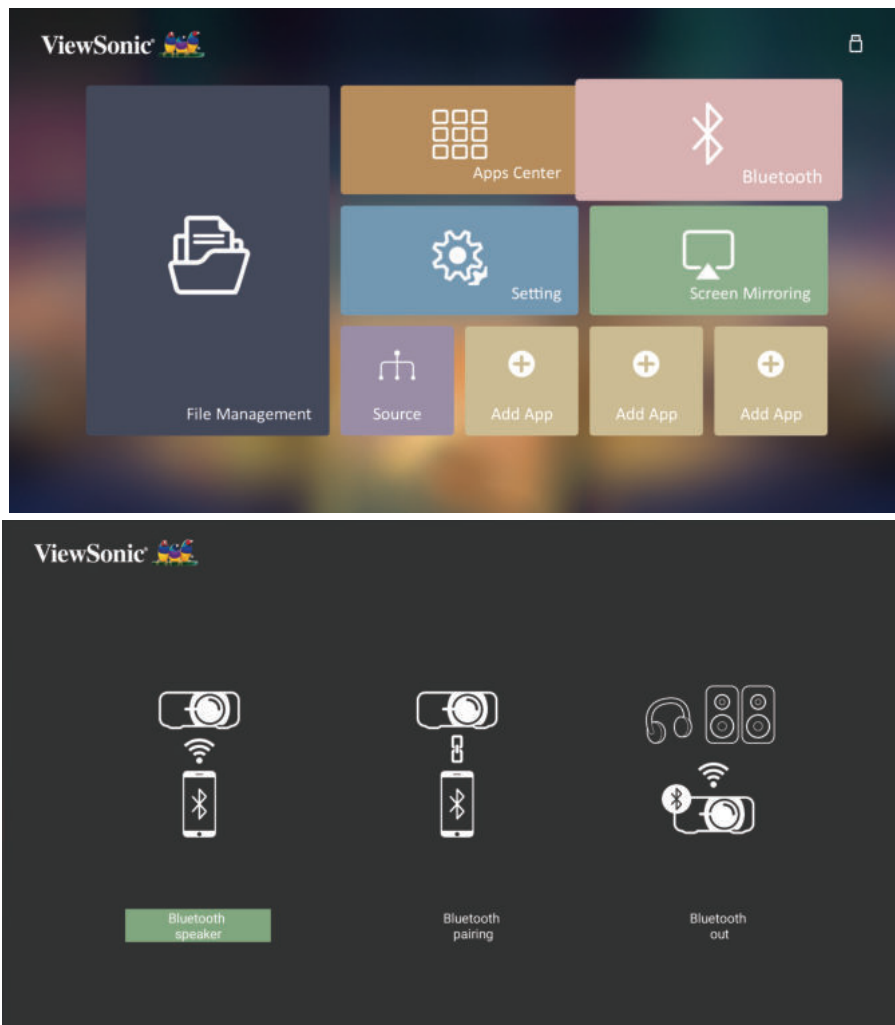 ViewSonic®
Apps Center
Bluetooth
Setting
Screen Mirroring
File Management
Source
Add App
Add App
Add App
ViewSonic®
Bluetooth
speaker
Bluetooth
pairing
Bluetooth
out